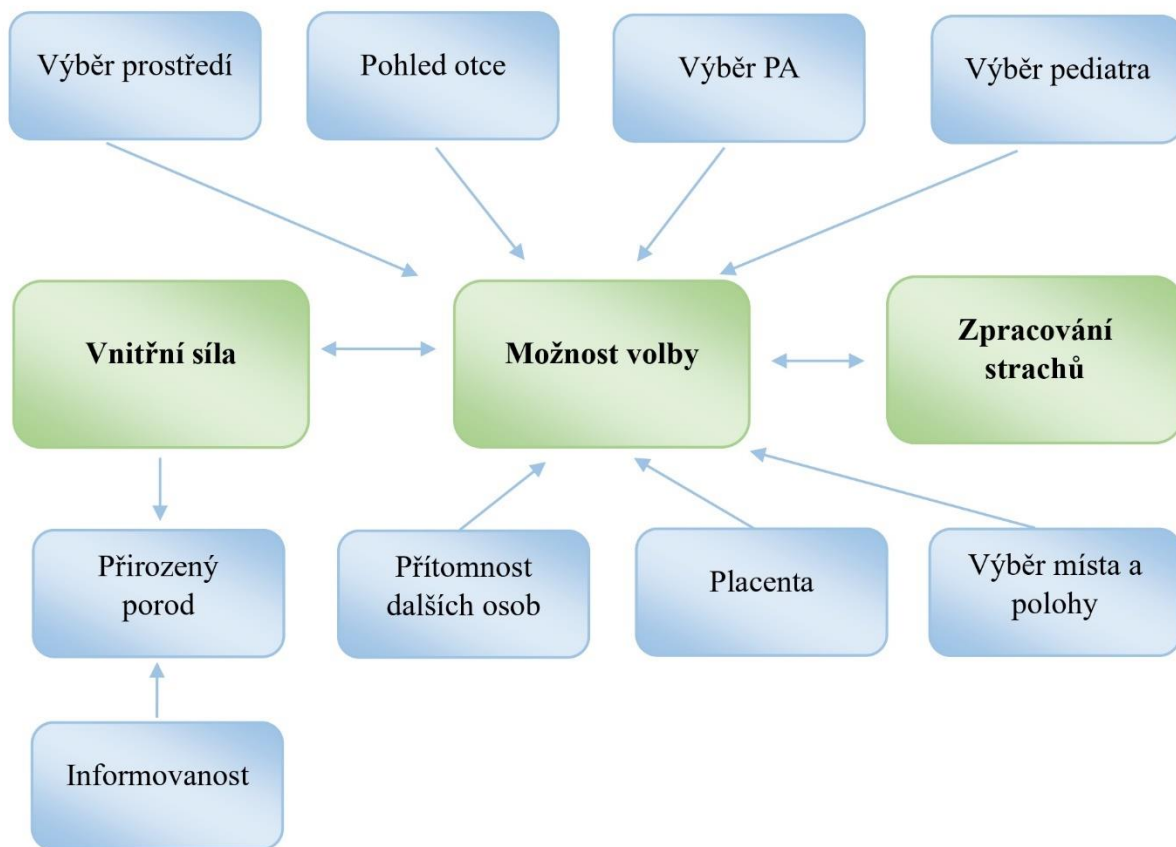 Výběr prostředí
Pohled otce
Výběr PA
Výběr pediatra
Vnitřní síla
Možnost volby
Zpracování
strachů
Přirozený
porod
Přítomnost
dalších osob
Placenta
Výběr místa a
polohy
Informovanost